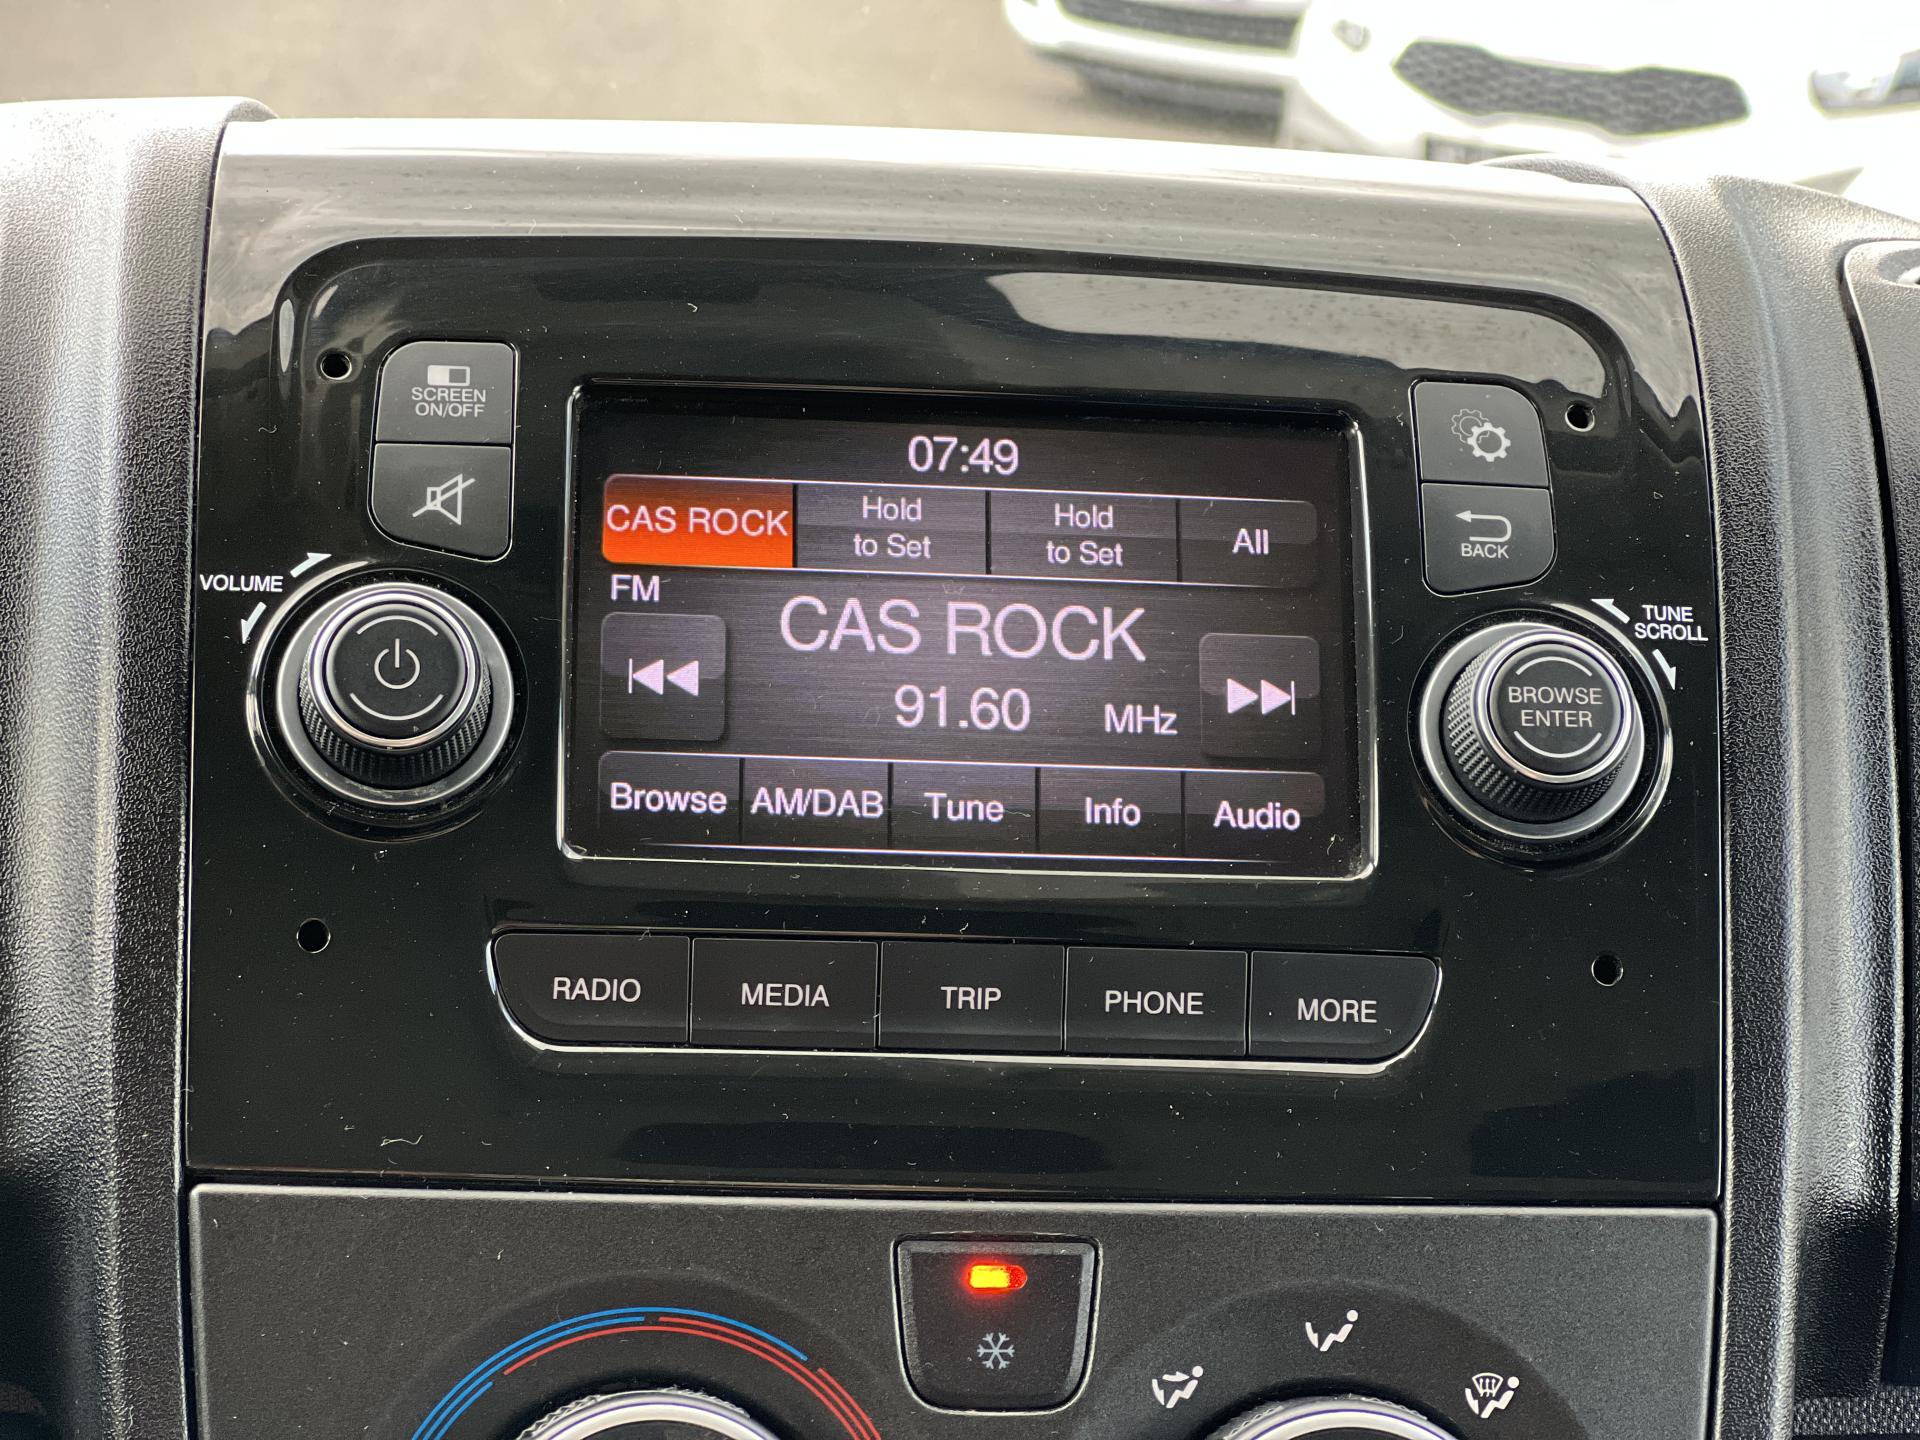 SCREEN
ON/OFF
VOLUME
07:49
CAS ROCK
Hold
to Set
Hold
to Set
All
FM
CAS ROCK
91.60 MHz
Browse
AM/DAB
Tune
Info
Audio
BACK
TUNE
SCROLL
BROWSE
ENTER
RADIO
MEDIA
TRIP
PHONE
MORE